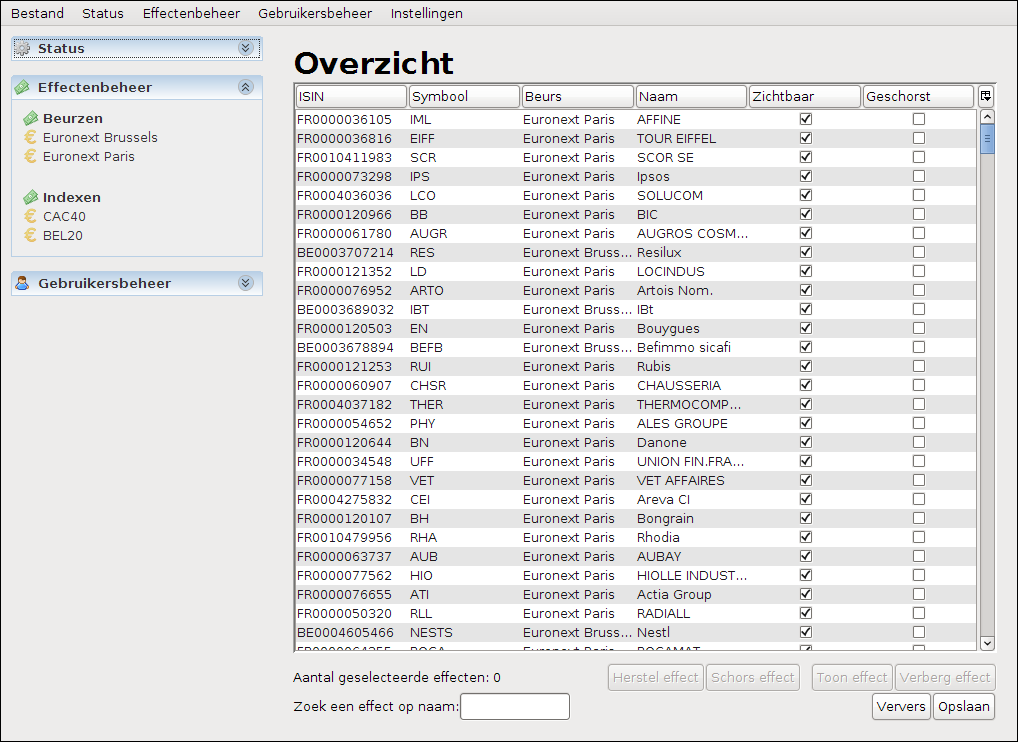 Bestand Status Effectenbeheer Gebruikersbeheer Instellingen
Status
Effectenbeheer
Beurzen
€ Euronext Brussels
€ Euronext Paris
Indexen
€ CAC40
€ BEL20
Gebruikersbeheer
Overzicht
ISIN Symbool Beurs Naam Zichtbaar Geschorst
FR0000036105 IML Euronext Paris AFFINE
FR0000036816 EIFF Euronext Paris TOUR EIFFEL
FR0010411983 SCR Euronext Paris SCOR SE
FR0000073298 IPS Euronext Paris Ipsos
FR0004036036 LCO Euronext Paris SOLUCOM
FR0000120966 BB Euronext Paris BIC
FR0000061780 AUGR Euronext Paris AUGROS COSM...
BE0003707214 RES Euronext Bruss... Resilux
FR0000121352 LD Euronext Paris LOCINDUS
FR0000076952 ARTO Euronext Paris Artois Nom.
BE0003689032 IBT Euronext Bruss... IBt
FR0000120503 EN Euronext Paris Bouygues
BE0003678894 BEFB Euronext Bruss... Befimmo sicafi
FR0000121253 RUI Euronext Paris Rubis
FR0000060907 CHSR Euronext Paris CHAUSSERIA
FR0004037182 THER Euronext Paris THERMOCOMP...
FR0000054652 PHY Euronext Paris ALES GROUPE
FR0000120644 BN Euronext Paris Danone
FR0000034548 UFF Euronext Paris UNION FIN.FRA...
FR0000077158 VET Euronext Paris VET AFFAIRES
FR0004275832 CEI Euronext Paris Areva CI
FR0000120107 BH Euronext Paris Bongrain
FR0010479956 RHA Euronext Paris Rhodia
FR0000063737 AUB Euronext Paris AUBAY
FR0000077562 HIO Euronext Paris HIOLLE INDUST...
FR0000076655 ATI Euronext Paris Actia Group
FR0000050320 RLL Euronext Paris RADIALL
BE0004605466 NESTS Euronext Bruss... Nestl
Euronext Paris
Aantal geselecteerde effecten: 0 Herstel effect Schors effect Toon effect Verberg effect
Zoek een effect op naam: Ververs Opslaan